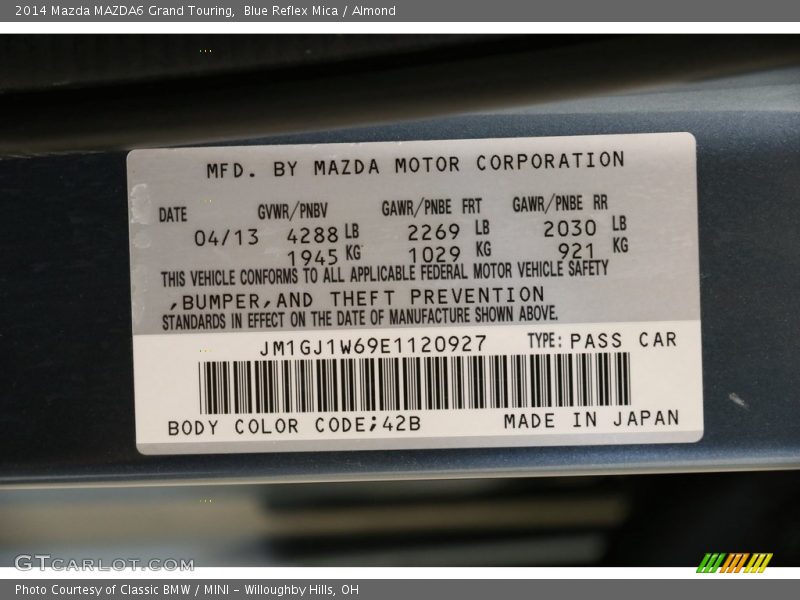 2014 Mazda MAZDA6 Grand Touring,  Blue Reflex Mica / Almond
MFD. BY MAZDA MOTOR CORPORATION
DATE GVWR/PNBV GAWR/PNBE FRT GAWR/PNBE RR
04/13 4288 LB 2269 LB 2030 LB
1945 KG 1029 KG 921 KG
THIS VEHICLE CONFORMS TO ALL APPLICABLE FEDERAL MOTOR VEHICLE SAFETY
,BUMPER,AND THEFT PREVENTION
STANDARDS IN EFFECT ON THE DATE OF MANUFACTURE SHOWN ABOVE.
JM1GJ1W69E1120927 TYPE: PASS CAR
BODY COLOR CODE;42B MADE IN JAPAN
GTCARLOT.COM
Photo Courtesy of Classic BMW / MINI - Willoughby Hills, OH